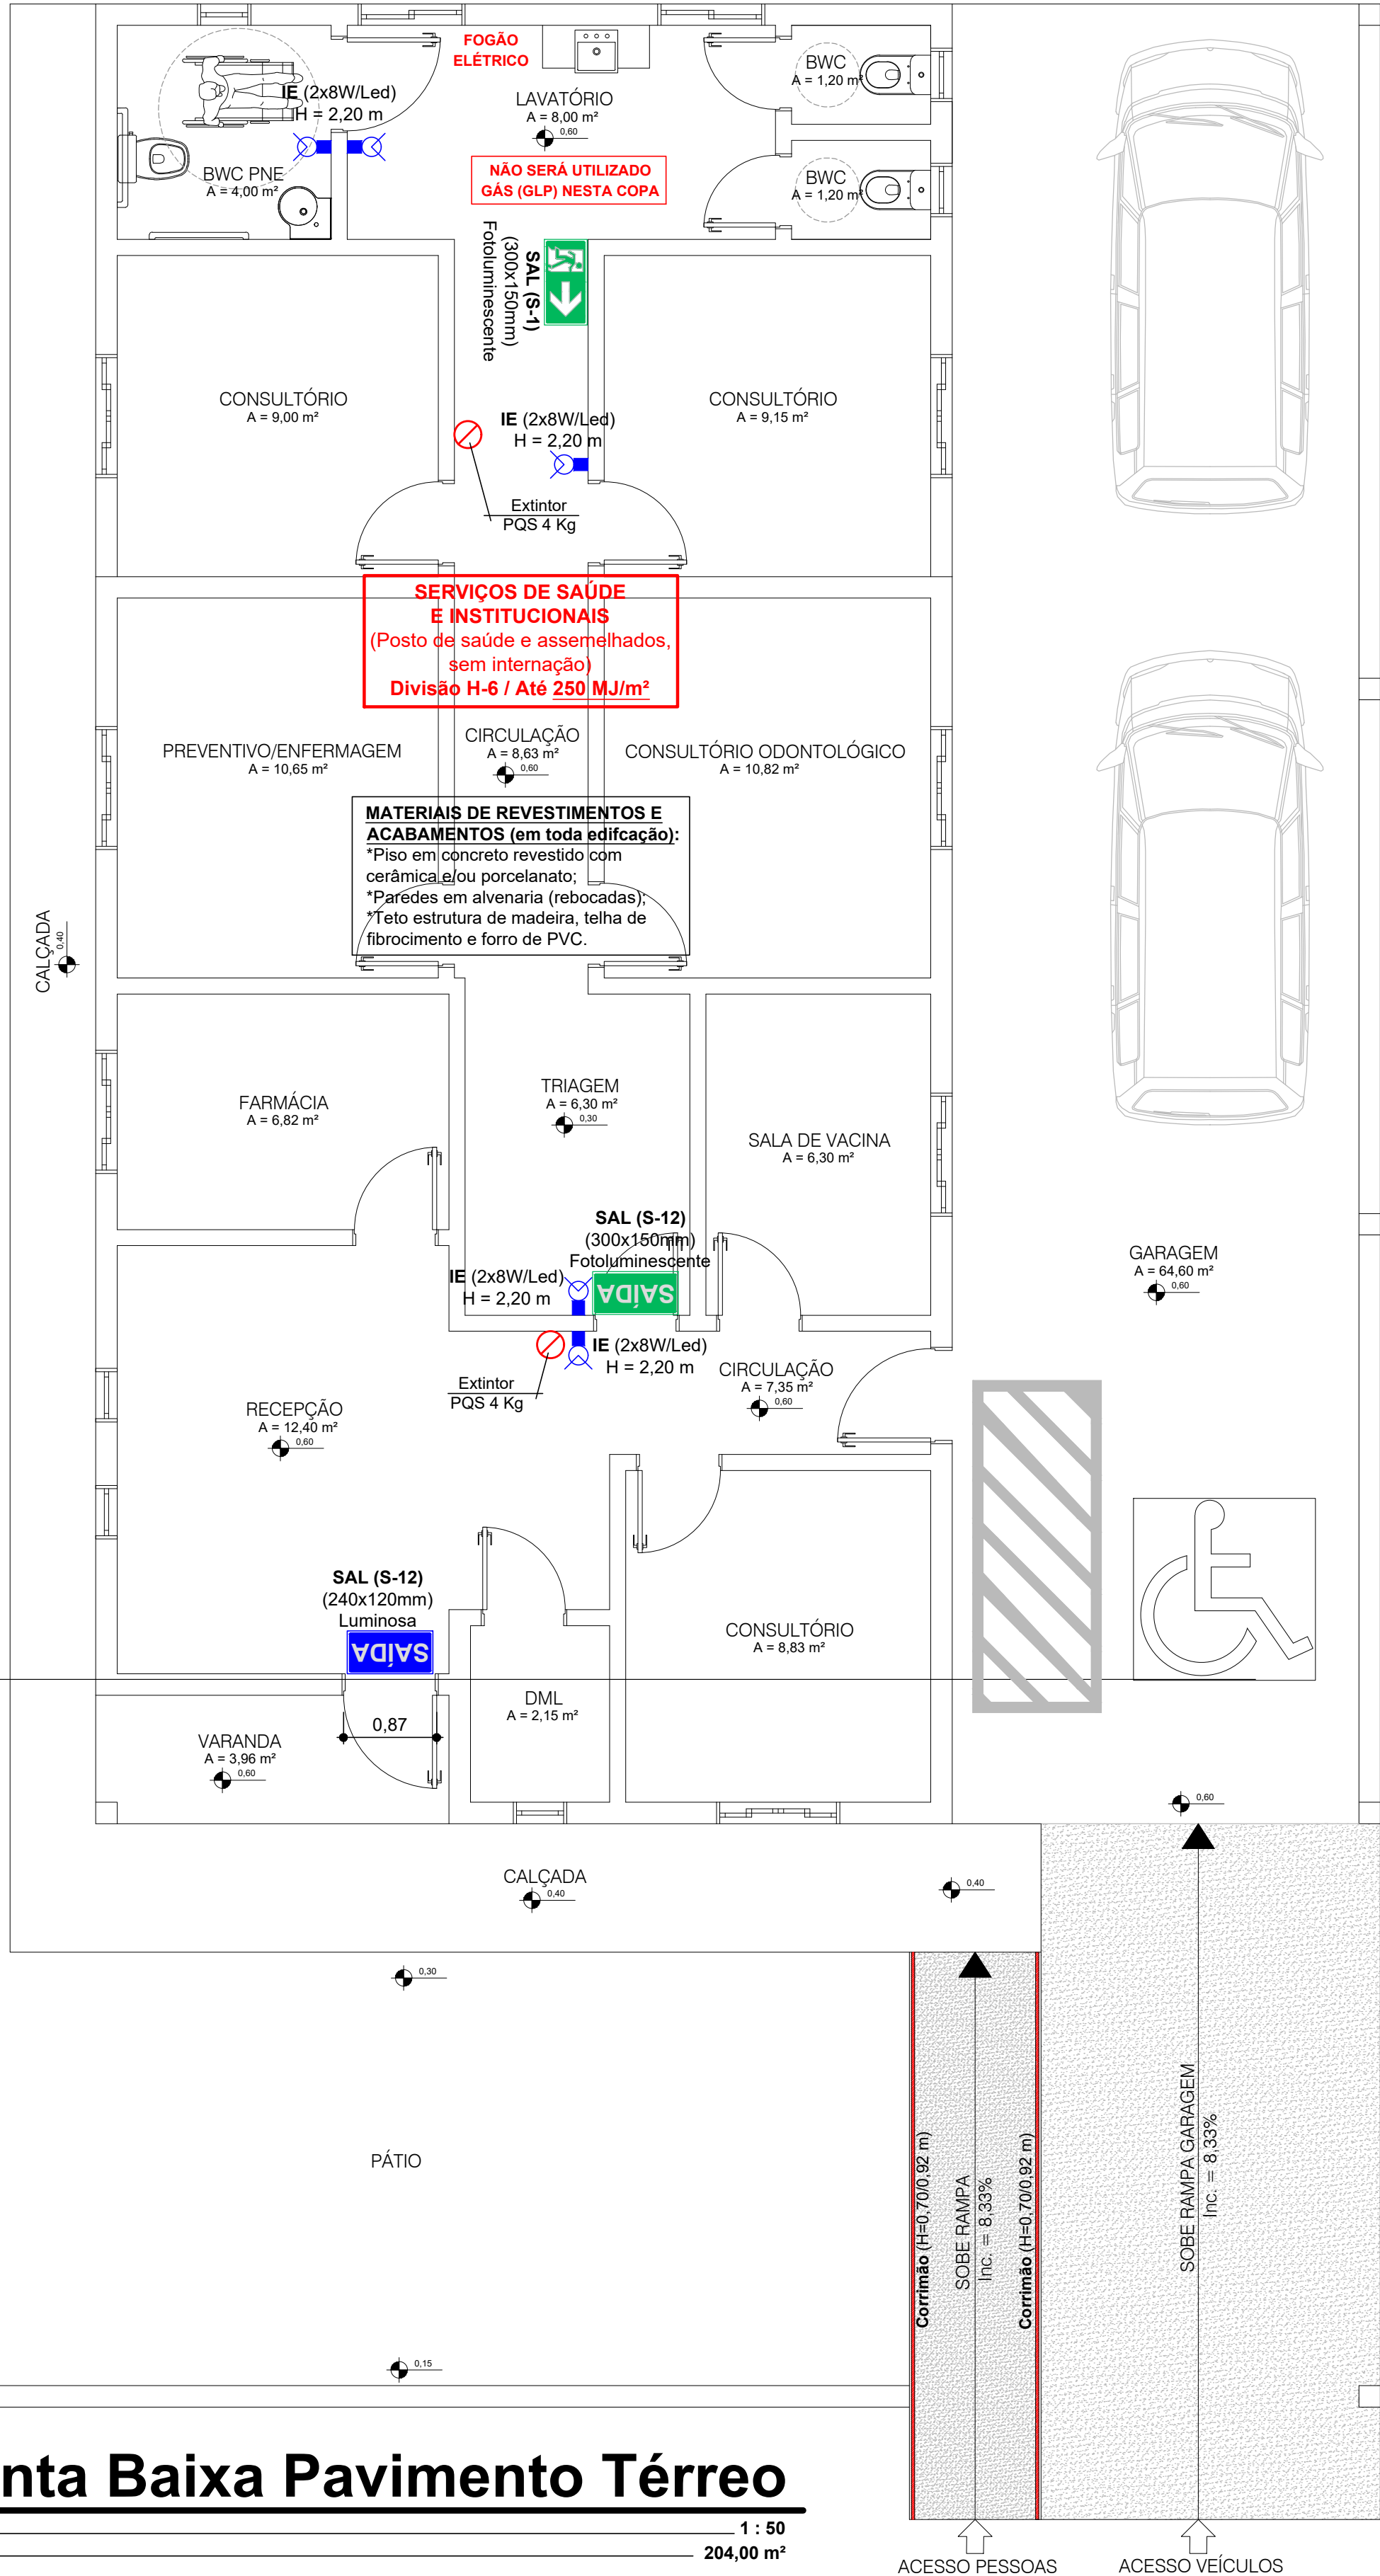 FOGÃO
ELÉTRICO
IE (2x8W/Led)
H = 2,20 m
LAVATÓRIO
A = 8,00 m²
0,60
BWC
A = 1,20 m²
BWC PNE
A = 4,00 m²
NÃO SERÁ UTILIZADO
GÁS (GLP) NESTA COPA
BWC
A = 1,20 m²
SAL (S-1)
(300x150mm)
Fotoluminescente
CONSULTÓRIO
A = 9,00 m²
CONSULTÓRIO
A = 9,15 m²
IE (2x8W/Led)
H = 2,20 m
Extintor
PQS 4 Kg
SERVIÇOS DE SAÚDE
E INSTITUCIONAIS
(Posto de saúde e assemelhados,
sem internação)
Divisão H-6 / Até 250 MJ/m²
PREVENTIVO/ENFERMAGEM
A = 10,65 m²
CIRCULAÇÃO
A = 8,63 m²
0,60
CONSULTÓRIO ODONTOLÓGICO
A = 10,82 m²
MATERIAIS DE REVESTIMENTOS E
ACABAMENTOS (em toda edifcação):
*Piso em concreto revestido com
cerâmica e/ou porcelanato;
*Paredes em alvenaria (rebocadas);
*Teto estrutura de madeira, telha de
fibrocimento e forro de PVC.
CALÇADA
0,40
FARMÁCIA
A = 6,82 m²
TRIAGEM
A = 6,30 m²
0,30
SALA DE VACINA
A = 6,30 m²
SAL (S-12)
(300x150mm)
Fotoluminescente
SAÍDA
IE (2x8W/Led)
H = 2,20 m
GARAGEM
A = 64,60 m²
0,60
IE (2x8W/Led)
H = 2,20 m
Extintor
PQS 4 Kg
CIRCULAÇÃO
A = 7,35 m²
0,60
RECEPÇÃO
A = 12,40 m²
0,60
SAL (S-12)
(240x120mm)
Luminosa
SAÍDA
CONSULTÓRIO
A = 8,83 m²
DML
A = 2,15 m²
0,87
VARANDA
A = 3,96 m²
0,60
0,60
CALÇADA
0,40
0,40
0,30
PÁTIO
Corrimão (H=0,70/0,92 m)
SOBE RAMPA
Inc. = 8,33%
Corrimão (H=0,70/0,92 m)
SOBE RAMPA GARAGEM
Inc. = 8,33%
0,15
nta Baixa Pavimento Térreo
1 : 50
204,00 m²
ACESSO PESSOAS
ACESSO VEÍCULOS